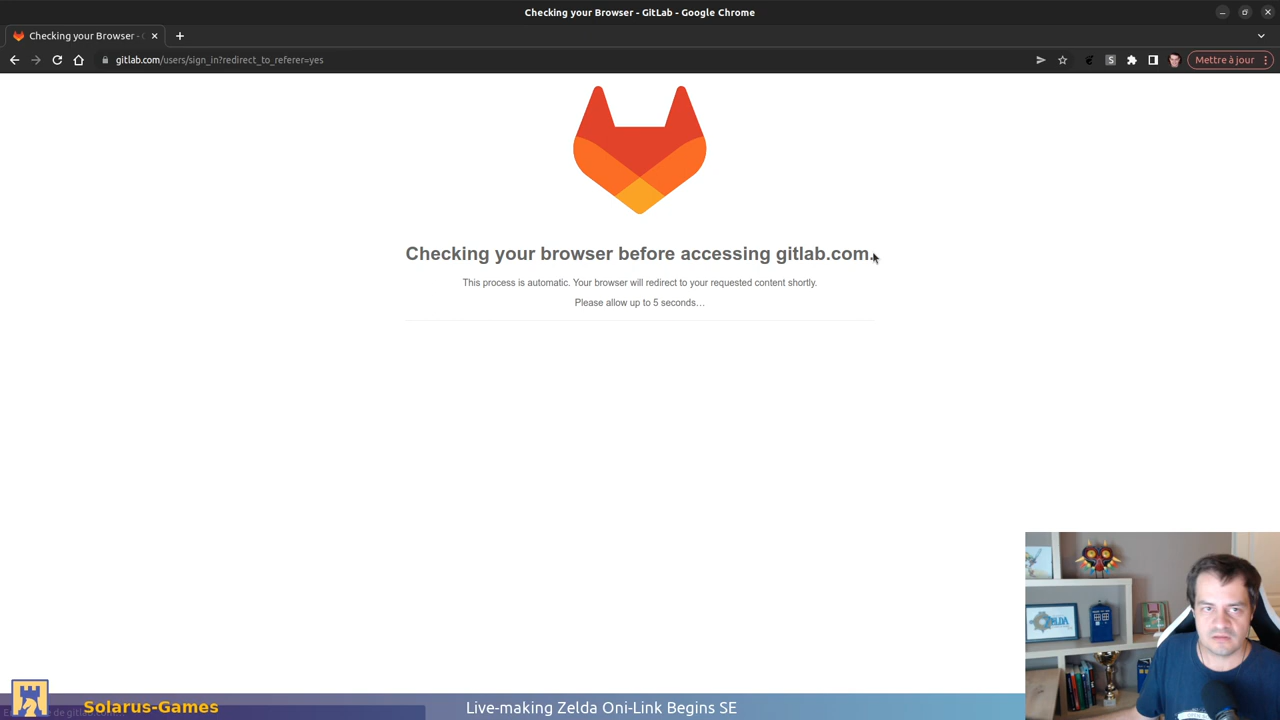 Checking your Browser - GitLab - Google Chrome
Checking your Browser -
gitlab.com/users/sign_in?redirect_to_referer=yes
S
Mettre à jour
Checking your browser before accessing gitlab.com.
This process is automatic. Your browser will redirect to your requested content shortly.
Please allow up to 5 seconds…
ZELDA
Solarus-Games
Live-making Zelda Oni-Link Begins SE